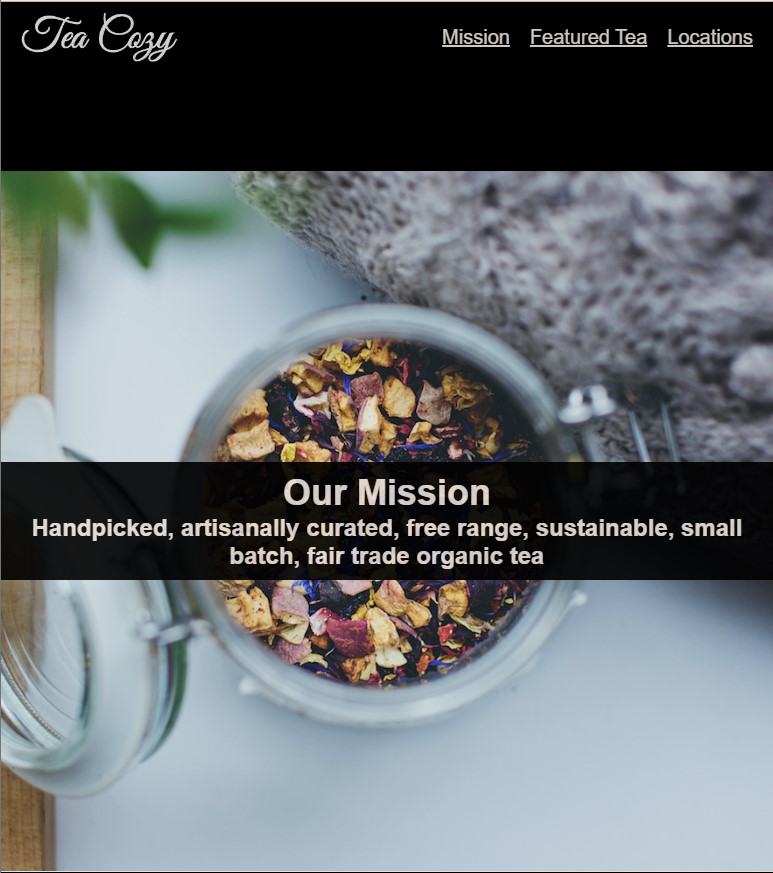 Tea Cozy
Mission Featured Tea Locations
Our Mission
Handpicked, artisanally curated, free range, sustainable, small
batch, fair trade organic tea